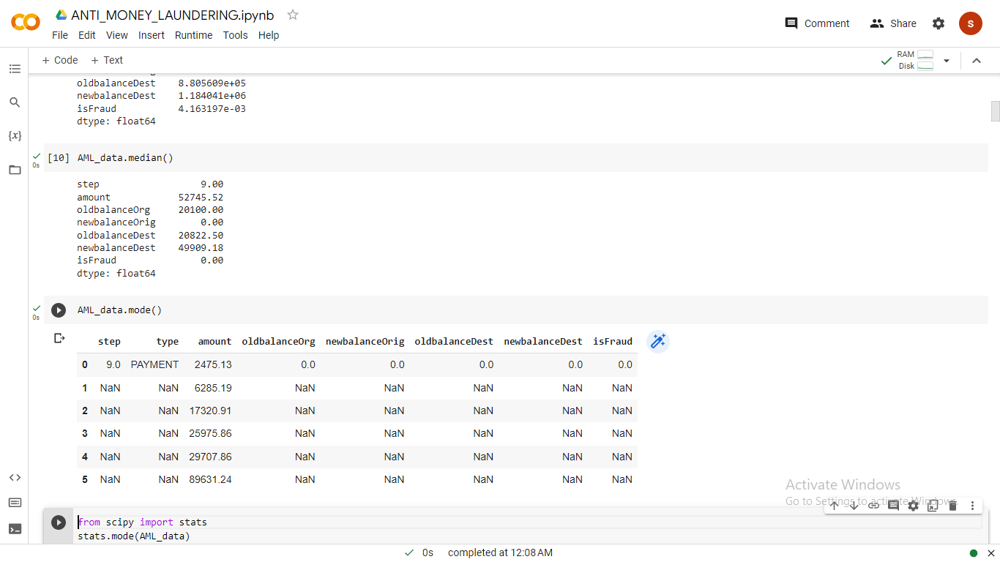 ANTI_MONEY_LAUNDERING.ipynb
File Edit View Insert Runtime Tools Help
Comment Share S
+ Code + Text
RAM
Disk
oldbalanceDest 8.805609e+05
newbalanceDest 1.184041e+06
isFraud 4.163197e-03
dtype: float64
0s
[10] AML_data.median()
step 9.00
amount 52745.52
oldbalanceOrg 20100.00
newbalanceOrig 0.00
oldbalanceDest 20822.50
newbalanceDest 49909.18
isFraud 0.00
dtype: float64
0s
AML_data.mode()
step type amount oldbalanceOrg newbalanceOrig oldbalanceDest newbalanceDest isFraud
0 9.0 PAYMENT 2475.13 0.0 0.0 0.0 0.0 0.0
1 NaN NaN 6285.19 NaN NaN NaN NaN NaN
2 NaN NaN 17320.91 NaN NaN NaN NaN NaN
3 NaN NaN 25975.86 NaN NaN NaN NaN NaN
4 NaN NaN 29707.86 NaN NaN NaN NaN NaN
5 NaN NaN 89631.24 NaN NaN NaN NaN NaN
Activate Windows
Go to Settings to activate Windows.
from scipy import stats
stats.mode(AML_data)
0s completed at 12:08 AM